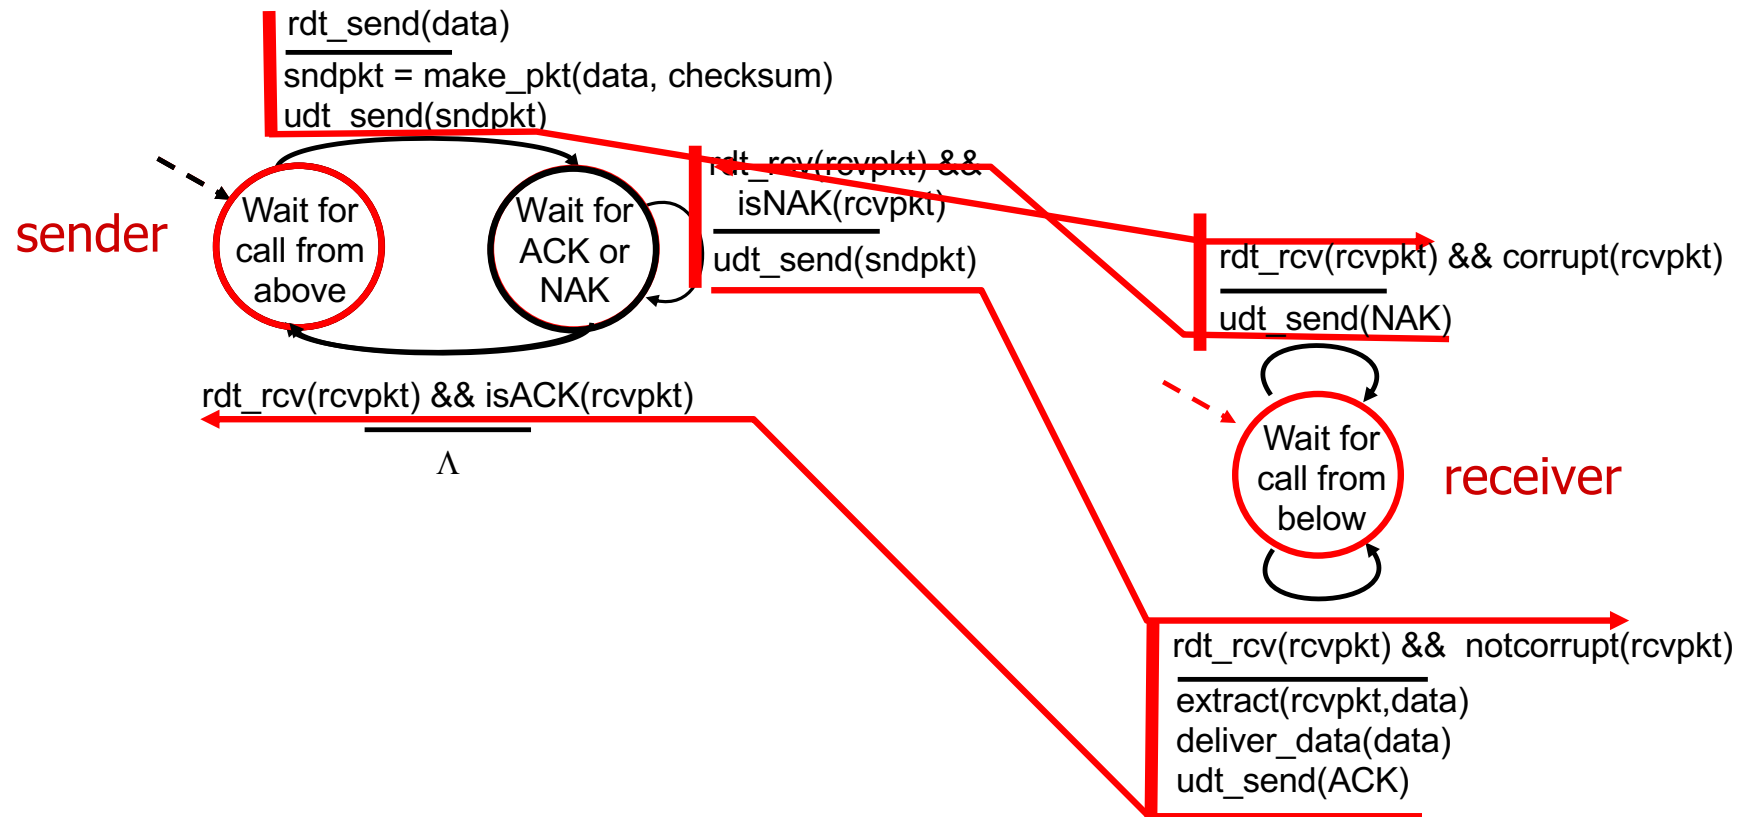 rdt_send(data)
sndpkt = make_pkt(data, checksum)
udt_send(sndpkt)
sender
Wait for
call from
above
Wait for
ACK or
NAK
rdt_rcv(rcvpkt) &&
isNAK(rcvpkt)
udt_send(sndpkt)
rdt_rcv(rcvpkt) && isACK(rcvpkt)
Λ
rdt_rcv(rcvpkt) && corrupt(rcvpkt)
udt_send(NAK)
Wait for
call from
below
receiver
rdt_rcv(rcvpkt) && notcorrupt(rcvpkt)
extract(rcvpkt,data)
deliver_data(data)
udt_send(ACK)